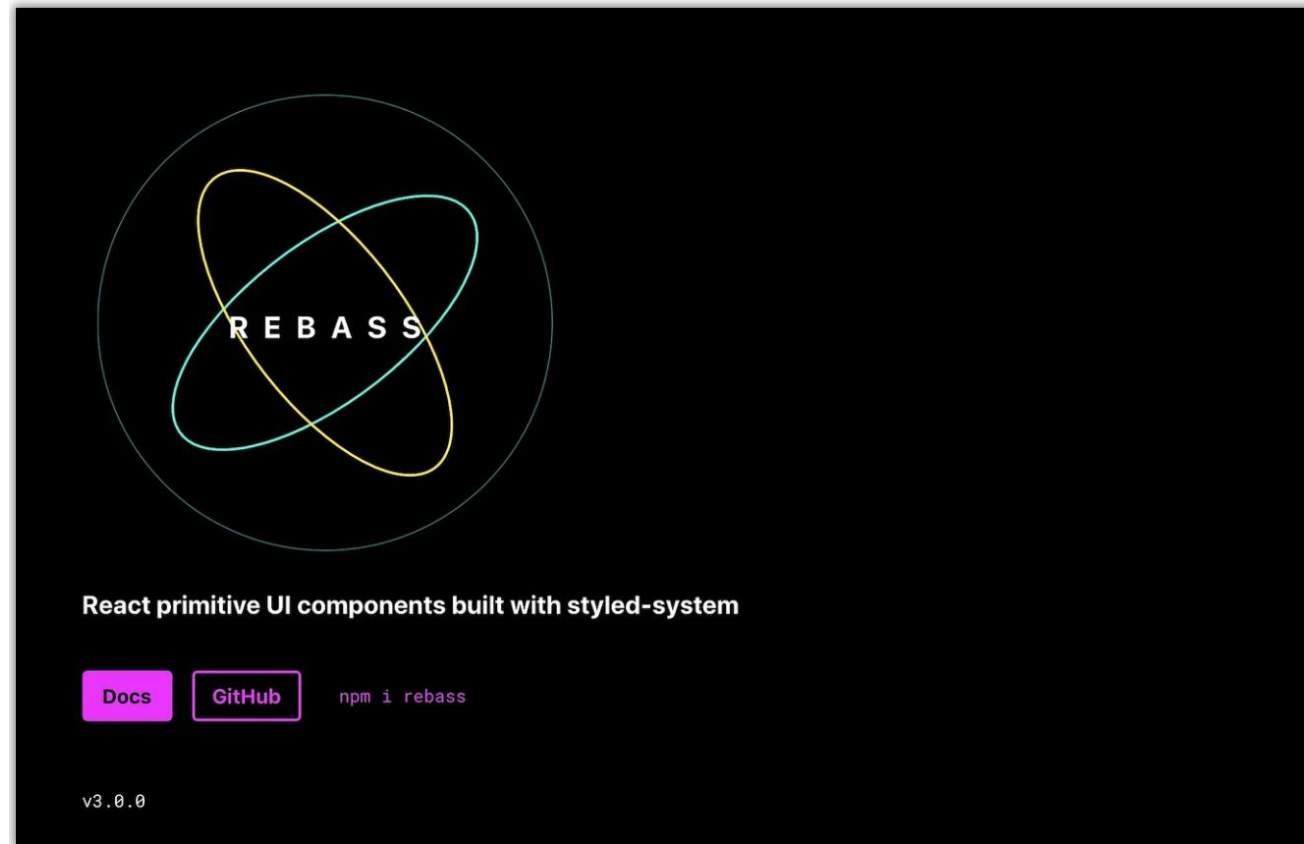 REBASS
React primitive UI components built with styled-system
Docs GitHub npm i rebass
v3.0.0